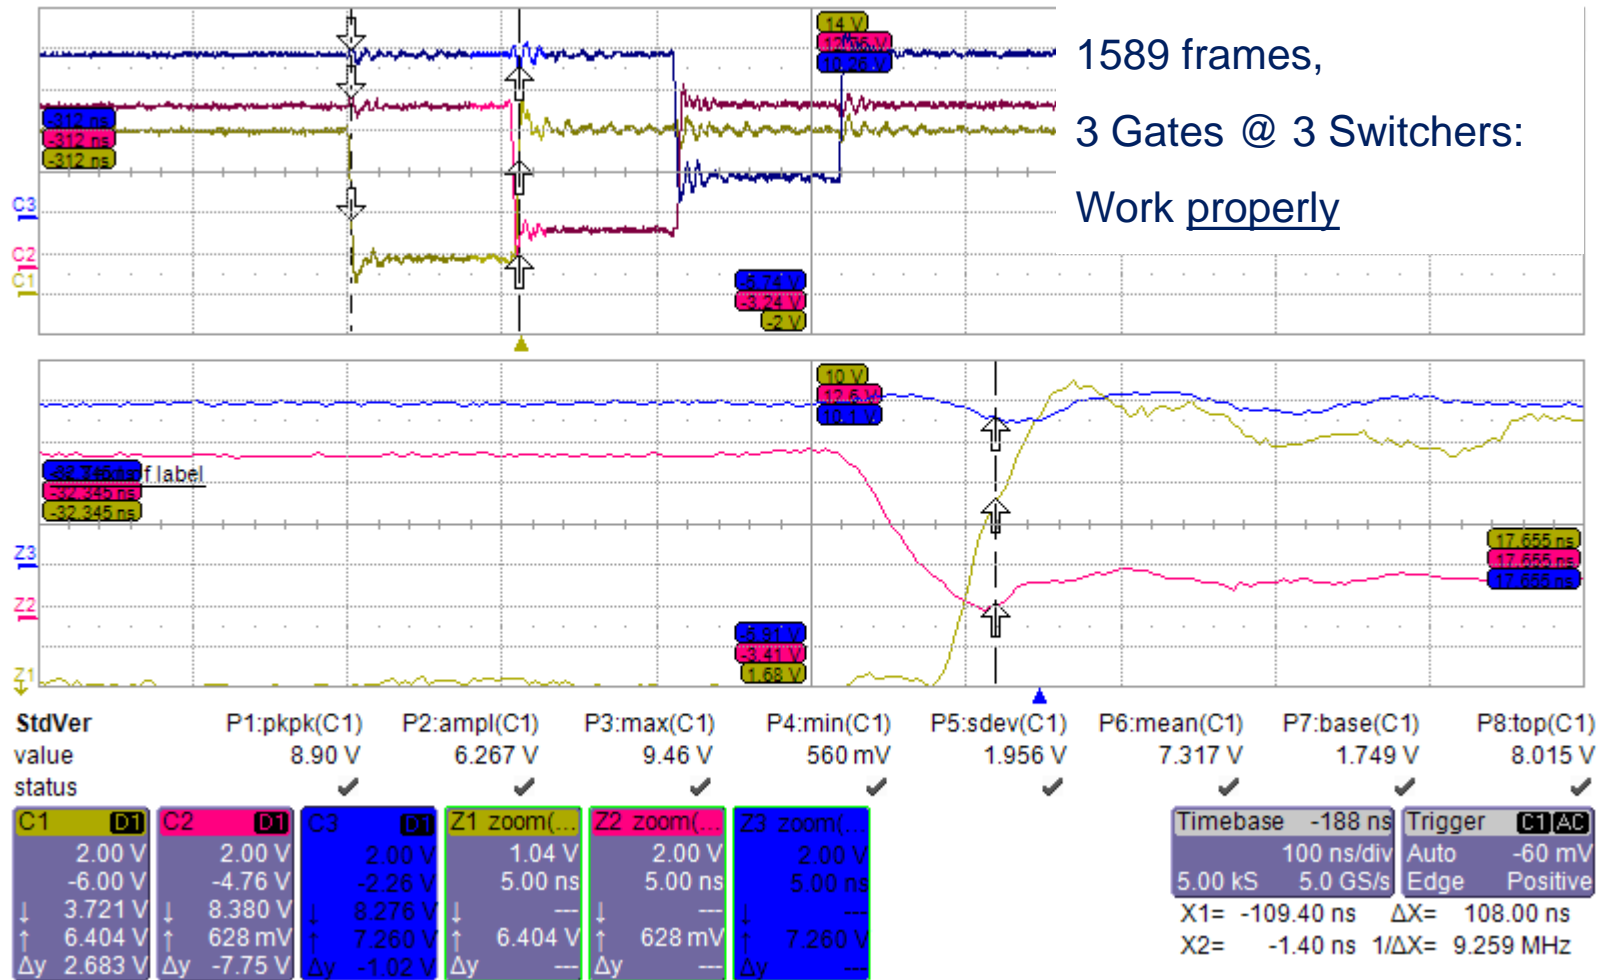 14 V
12.76 V
10.26 V
1589 frames,
3 Gates @ 3 Switchers:
Work properly
-312 ns
-312 ns
-312 ns
C3
C2
C1
-5.74 V
-3.24 V
-2 V
10 V
12.6 V
10.1 V
f label
-32.345 ns
-32.345 ns
Z3
Z2
Z1
17.655 ns
17.655 ns
17.655 ns
-5.91 V
-3.41 V
1.68 V
StdVer P1:pkpk(C1) P2:ampl(C1) P3:max(C1) P4:min(C1) P5:sdev(C1) P6:mean(C1) P7:base(C1) P8:top(C1)
value 8.90 V 6.267 V 9.46 V 560 mV 1.956 V 7.317 V 1.749 V 8.015 V
status
C1 D1 C2 D1 C3 D1 Z1 zoom(... Z2 zoom(... Z3 zoom(... Timebase -188 ns Trigger C1 AC
2.00 V 2.00 V 2.00 V 1.04 V 2.00 V 2.00 V 100 ns/div Auto -60 mV
-6.00 V -4.76 V -2.26 V 5.00 ns 5.00 ns 5.00 ns 5.00 kS 5.0 GS/s Edge Positive
↓ 3.721 V ↓ 8.380 V ↓ 8.276 V ↓ --- ↓ --- ↓ --- X1= -109.40 ns ΔX= 108.00 ns
↑ 6.404 V ↑ 628 mV ↑ 7.260 V ↑ 6.404 V ↑ 628 mV ↑ 7.260 V X2= -1.40 ns 1/ΔX= 9.259 MHz
Δy 2.683 V Δy -7.75 V Δy -1.02 V Δy --- Δy --- Δy ---